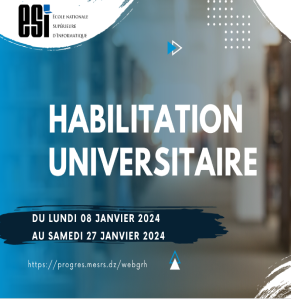 esi
École nationale
Supérieure
d'Informatique
HABILITATION
UNIVERSITAIRE
DU LUNDI 08 JANVIER 2024
AU SAMEDI 27 JANVIER 2024
https://progres.mesrs.dz/webgrh